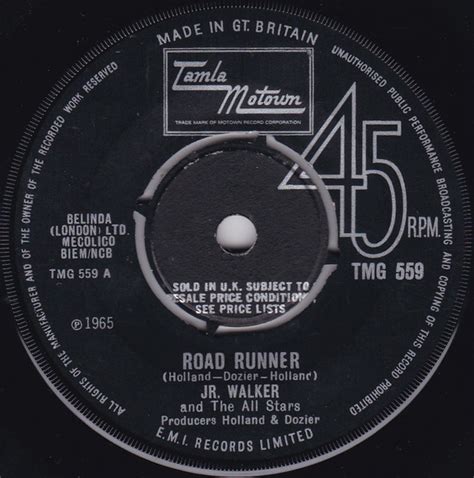 MADE IN GT. BRITAIN
Tamla
Motown
TRADE MARK OF MOTOWN RECORD CORPORATION
45
R.P.M.
TMG 559
BELINDA
(LONDON) LTD.
MECOLICO
BIEM/NCB
TMG 559 A
℗ 1965
SOLD IN U.K. SUBJECT TO
RESALE PRICE CONDITIONS,
SEE PRICE LISTS
ROAD RUNNER
(Holland—Dozier—Holland)
JR. WALKER
and The All Stars
Producers Holland & Dozier
E.M.I. RECORDS LIMITED
ALL RIGHTS OF THE MANUFACTURER AND OF THE OWNER OF THE RECORDED WORK RESERVED
UNAUTHORISED PUBLIC PERFORMANCE BROADCASTING AND COPYING OF THIS RECORD PROHIBITED